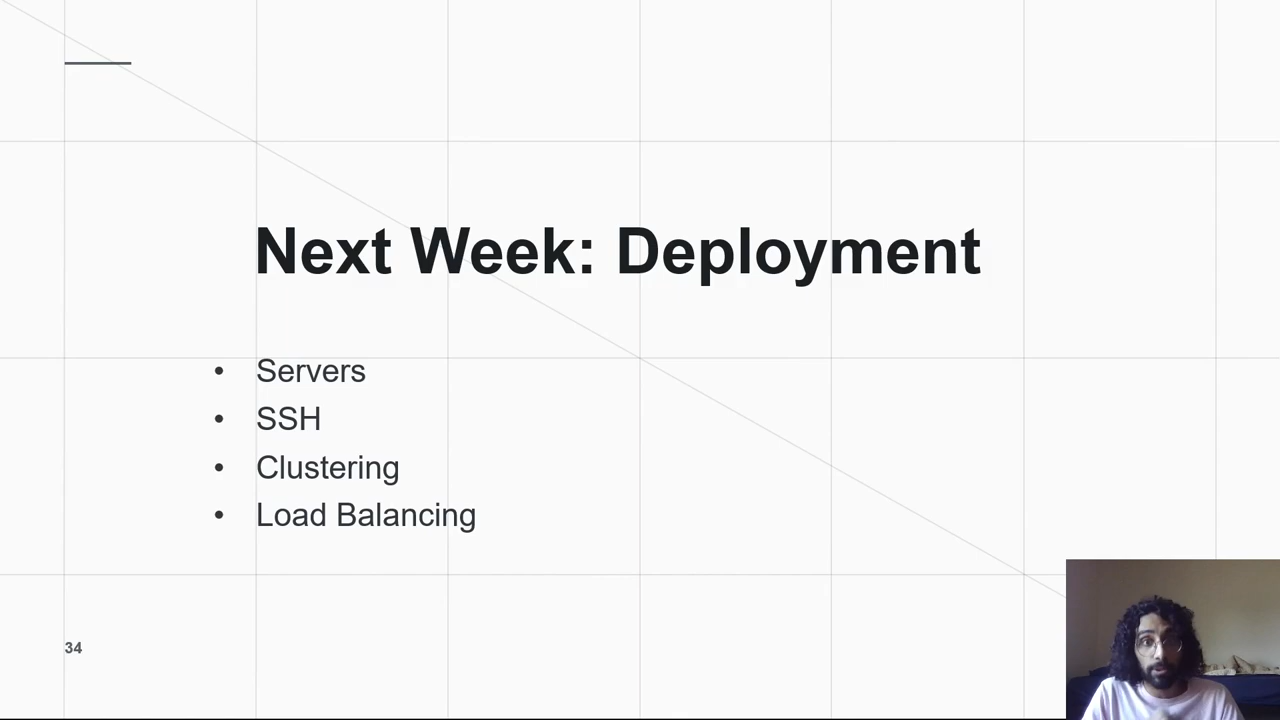 Next Week: Deployment
• Servers
• SSH
• Clustering
• Load Balancing
34